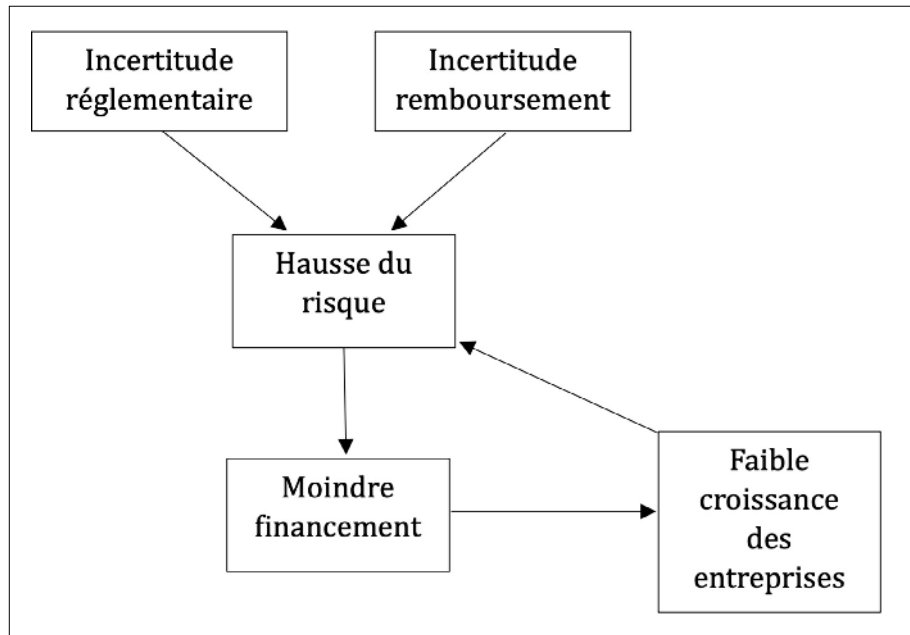 Incertitude
réglementaire
Incertitude
remboursement
Hausse du
risque
Moindre
financement
Faible
croissance
des
entreprises